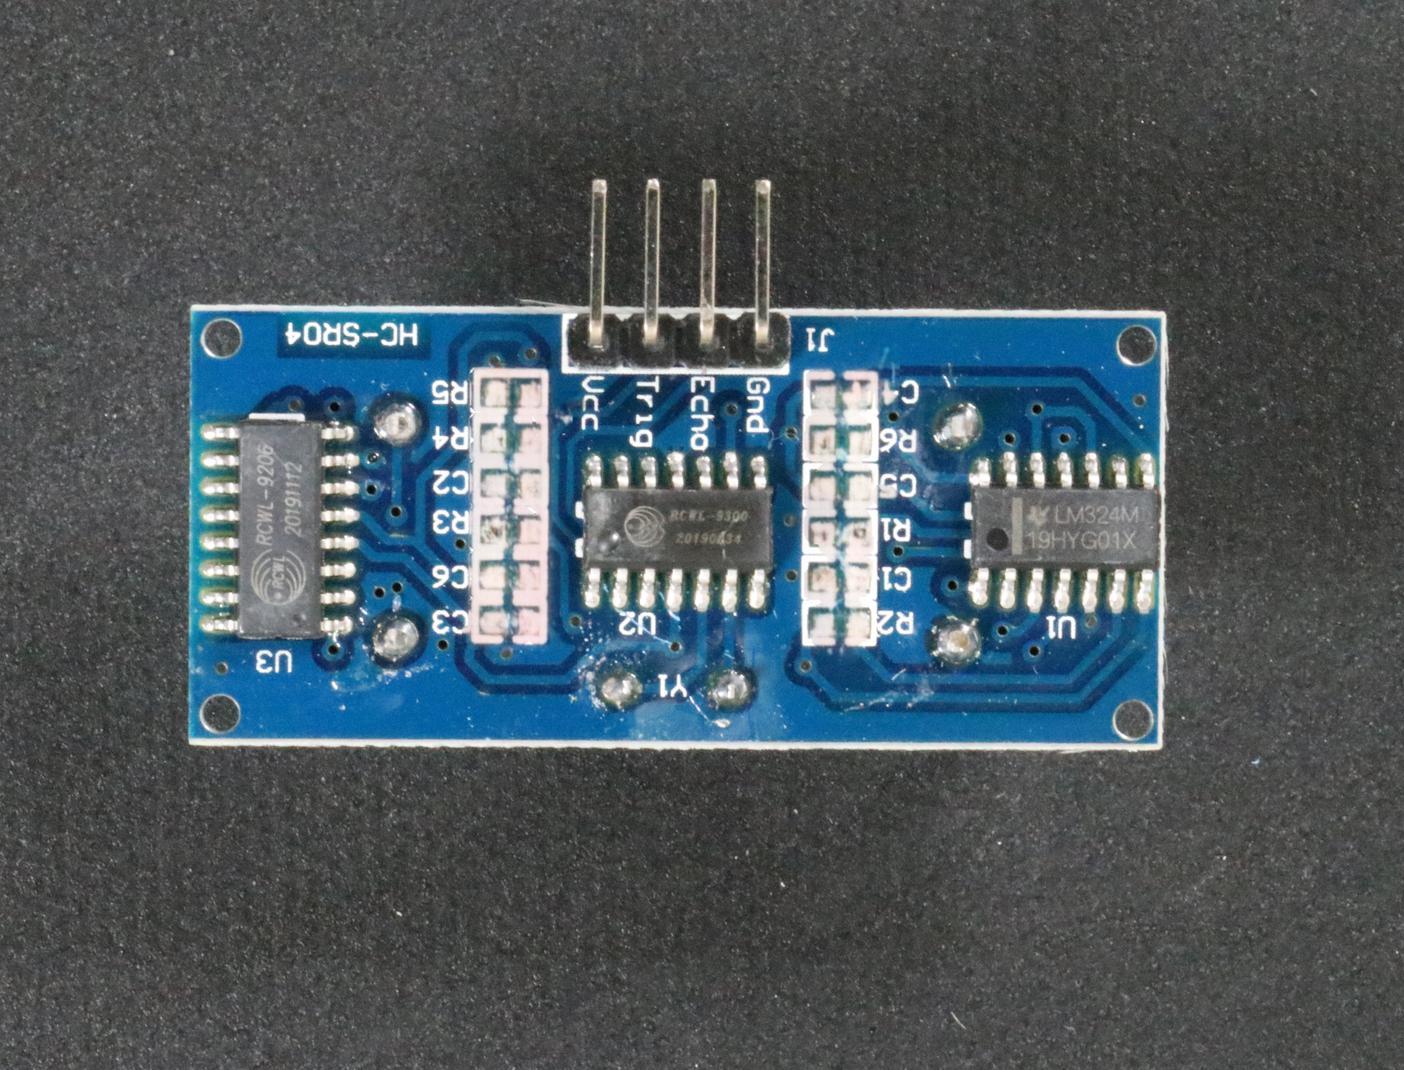 HC-SR04
J1
Vcc
Trig
Echo
Gnd
R5
R4
C2
R3
C6
C3
C4
R6
C5
R1
C1
R2
RCWL-9206
20191112
RCWL
U3
RCWL-9300
U2
Y1
LM324M
19HYG01X
U1